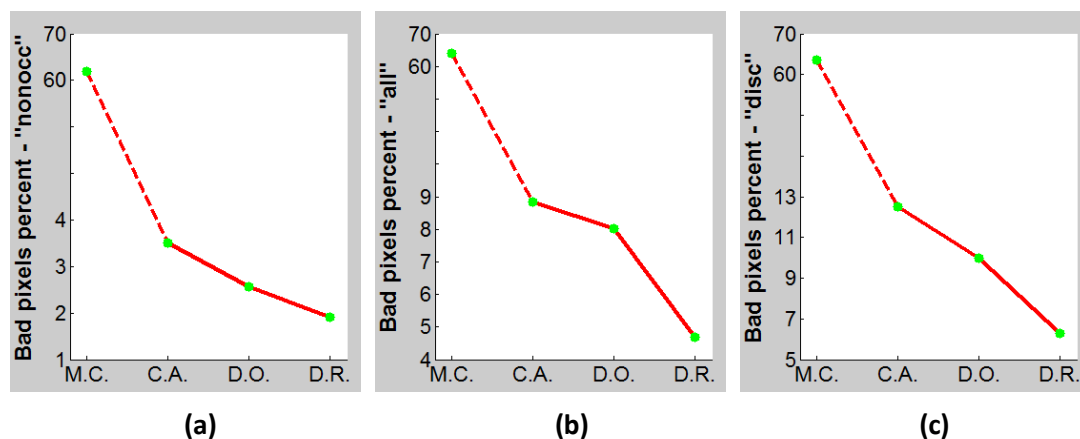 Bad pixels percent - "nonocc"
70
60
4
3
2
1
M.C. C.A. D.O. D.R.
(a)
Bad pixels percent - "all"
70
60
9
8
7
6
5
4
M.C. C.A. D.O. D.R.
(b)
Bad pixels percent - "disc"
70
60
13
11
9
7
5
M.C. C.A. D.O. D.R.
(c)